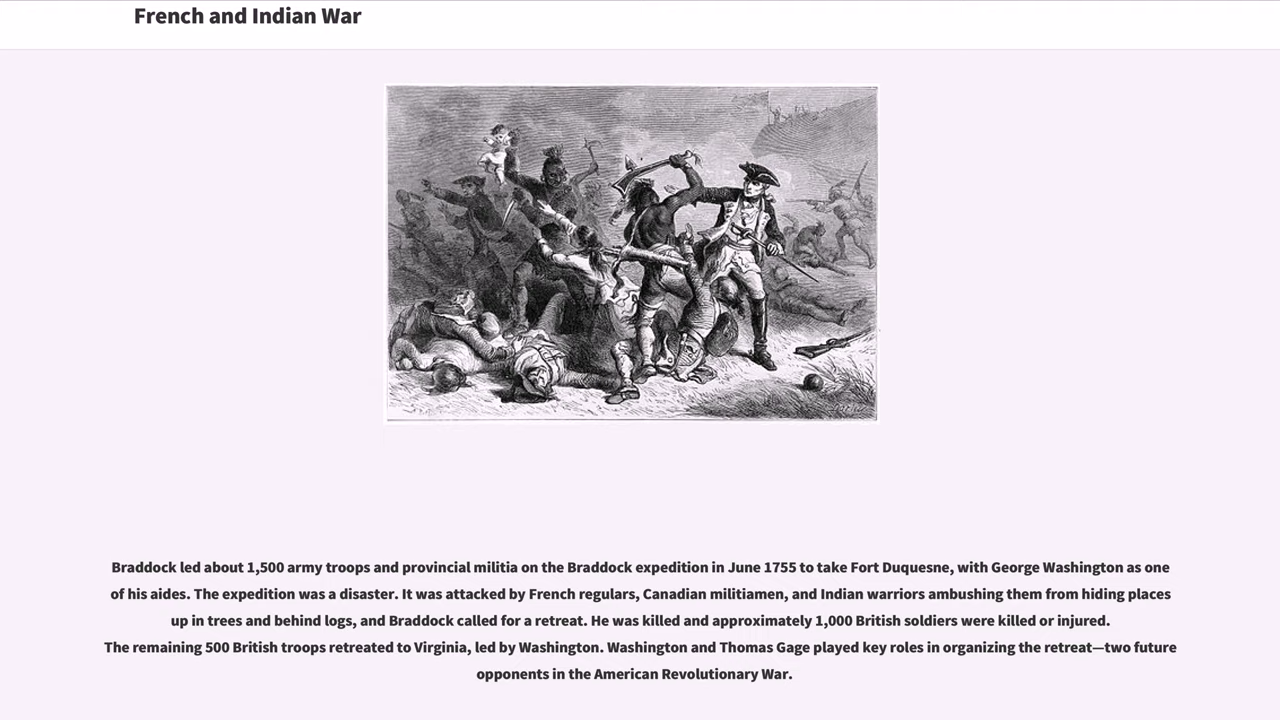 French and Indian War
Braddock led about 1,500 army troops and provincial militia on the Braddock expedition in June 1755 to take Fort Duquesne, with George Washington as one
of his aides. The expedition was a disaster. It was attacked by French regulars, Canadian militiamen, and Indian warriors ambushing them from hiding places
up in trees and behind logs, and Braddock called for a retreat. He was killed and approximately 1,000 British soldiers were killed or injured.
The remaining 500 British troops retreated to Virginia, led by Washington. Washington and Thomas Gage played key roles in organizing the retreat—two future
opponents in the American Revolutionary War.